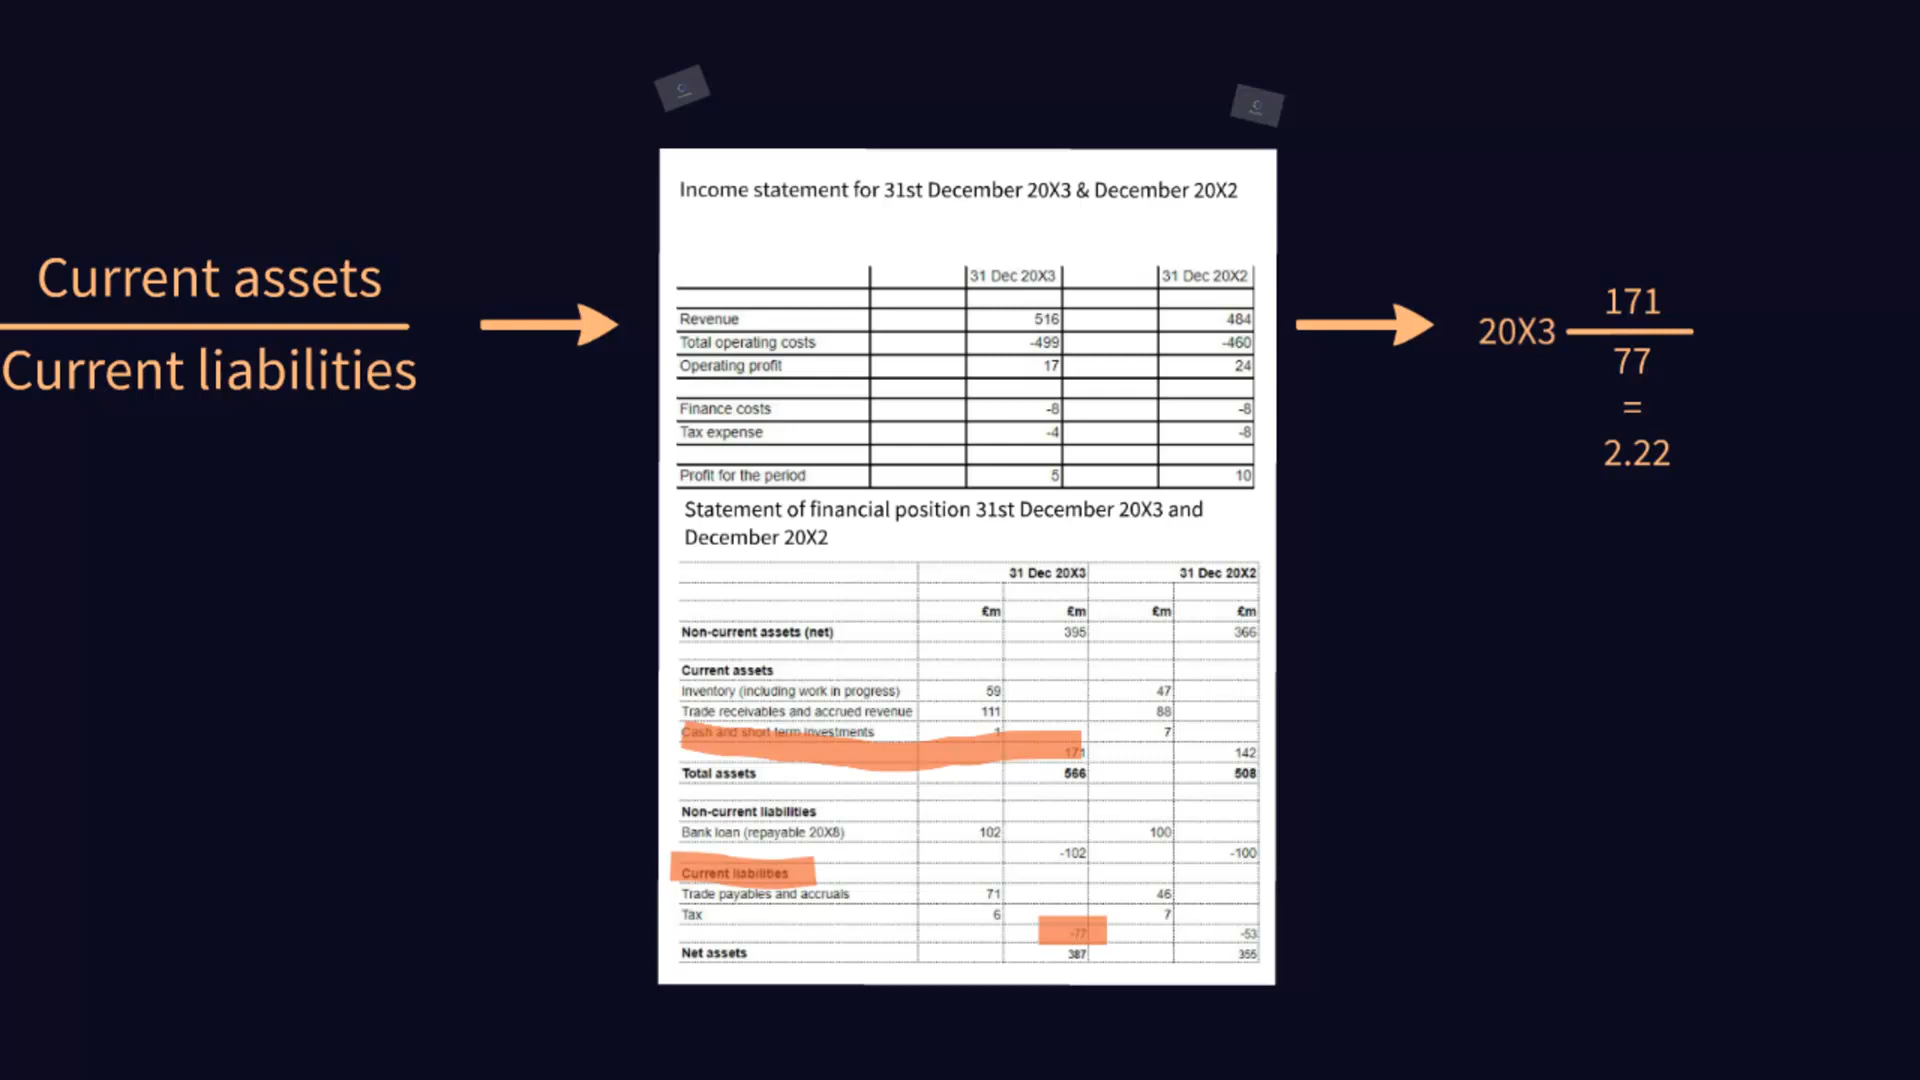 Current assets
Current liabilities
Income statement for 31st December 20X3 & December 20X2
31 Dec 20X3 31 Dec 20X2
Revenue 516 484
Total operating costs -499 -460
Operating profit 17 24
Finance costs -8 -8
Tax expense -4 -8
Profit for the period 5 10
Statement of financial position 31st December 20X3 and
December 20X2
31 Dec 20X3 31 Dec 20X2
£m £m £m £m
Non-current assets (net) 395 366
Current assets
Inventory (including work in progress) 59 47
Trade receivables and accrued revenue 111 88
Cash and short term investments 1 7
171 142
Total assets 566 508
Non-current liabilities
Bank loan (repayable 20X8) 102 100
-102 -100
Current liabilities
Trade payables and accruals 71 46
Tax 6 7
-77 -53
Net assets 387 355
20X3
171
77
=
2.22